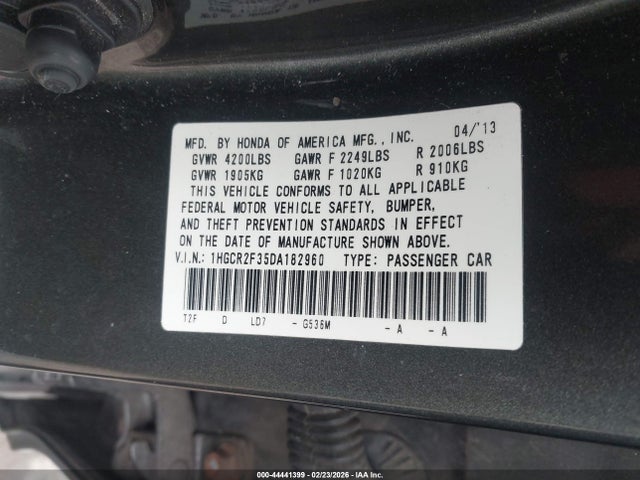 MFD. BY HONDA OF AMERICA MFG., INC. 04/'13
GVWR 4200LBS GAWR F 2249LBS R 2006LBS
GVWR 1905KG GAWR F 1020KG R 910KG
THIS VEHICLE CONFORMS TO ALL APPLICABLE
FEDERAL MOTOR VEHICLE SAFETY, BUMPER,
AND THEFT PREVENTION STANDARDS IN EFFECT
ON THE DATE OF MANUFACTURE SHOWN ABOVE.
V.I.N.: 1HGCR2F35DA182960 TYPE: PASSENGER CAR
T2F D LD7 - G536M - A - A
000-44441399 - 02/23/2026 - IAA Inc.